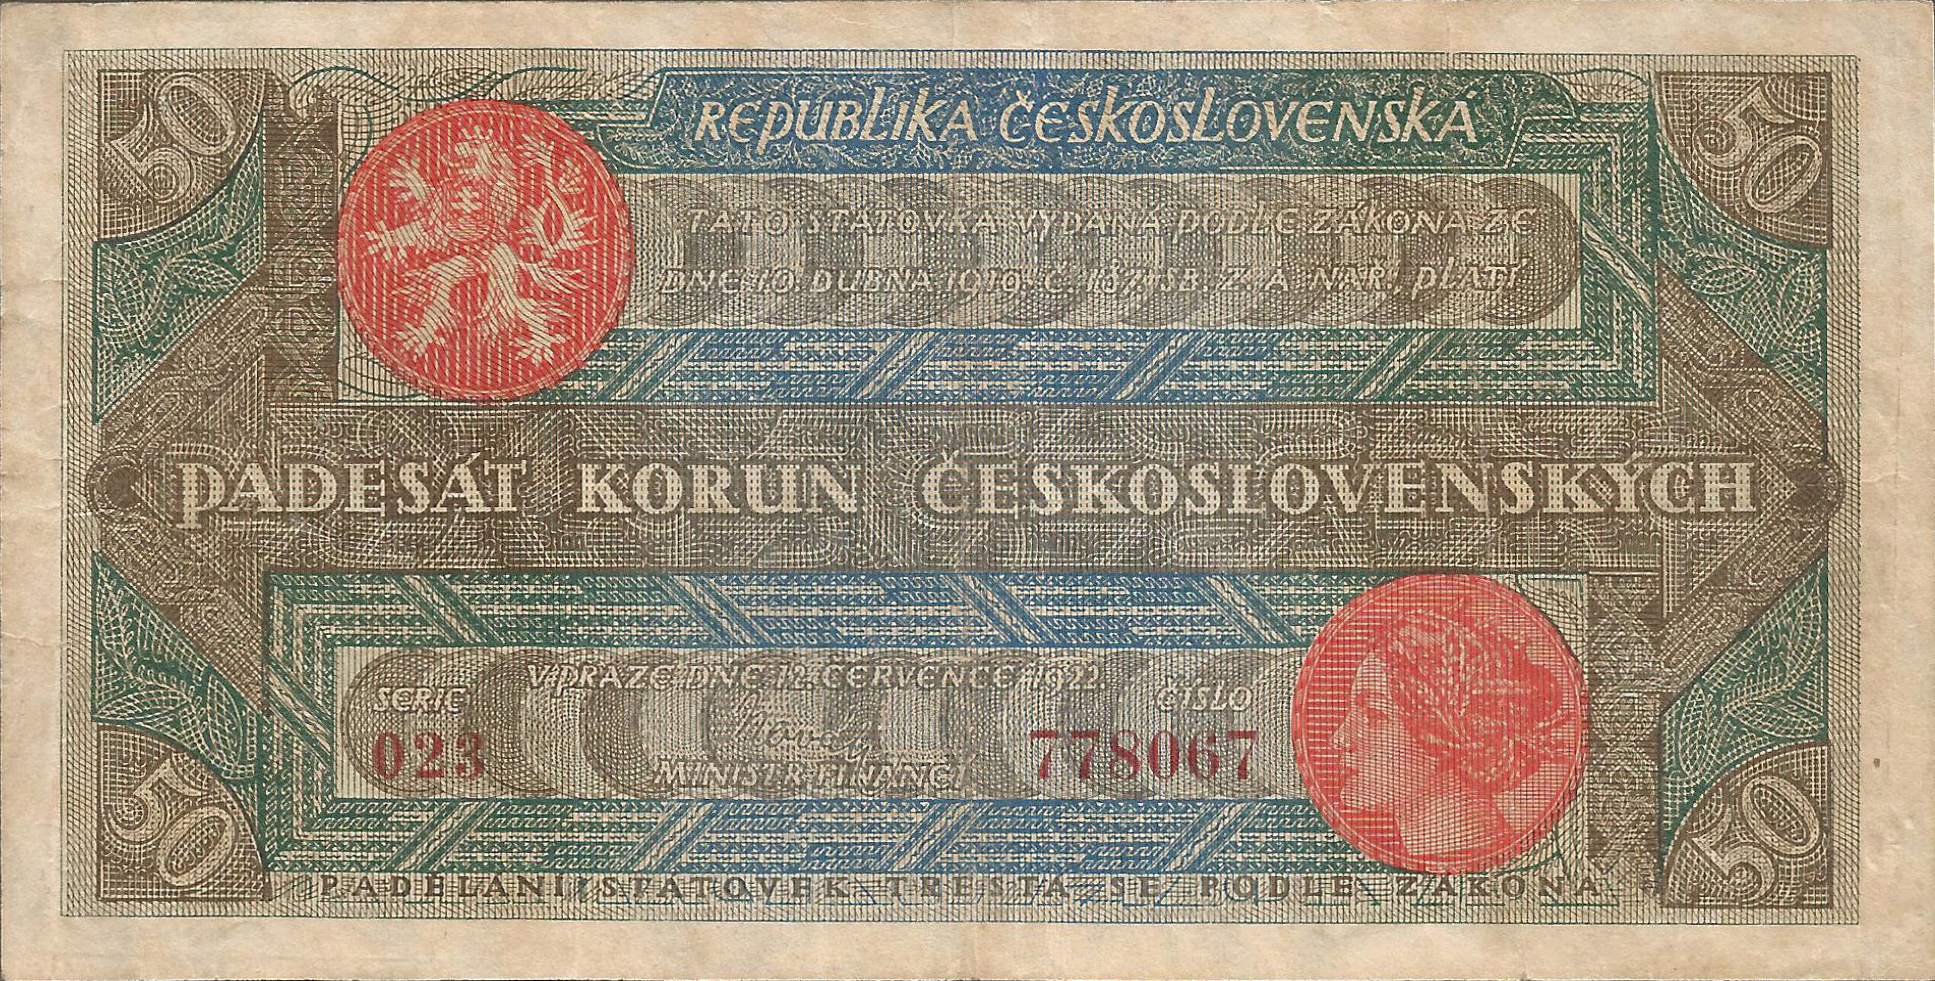 50
50
REPUBLIKA ČESKOSLOVENSKÁ
TATO STÁTOVKA VYDANÁ PODLE ZÁKONA ZE
DNE 10. DUBNA 1919 Č. 187 SB. Z. A NAŘ., PLATÍ
PADESÁT KORUN ČESKOSLOVENSKÝCH
V PRAZE DNE 12. ČERVENCE 1922.
SERIE ČÍSLO
023 778067
Novák
MINISTR FINANCÍ
50
50
PADĚLÁNÍ STÁTOVEK TRESTÁ SE PODLE ZÁKONA